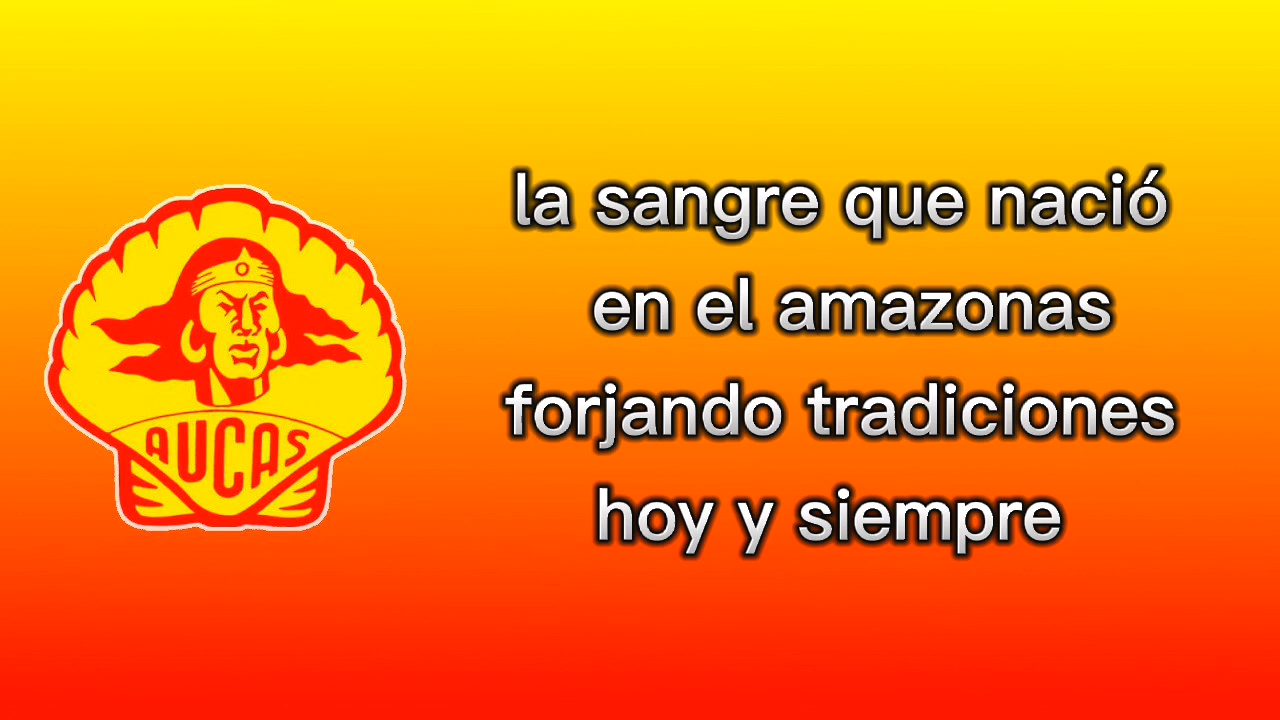 AUCAS
la sangre que nació
en el amazonas
forjando tradiciones
hoy y siempre